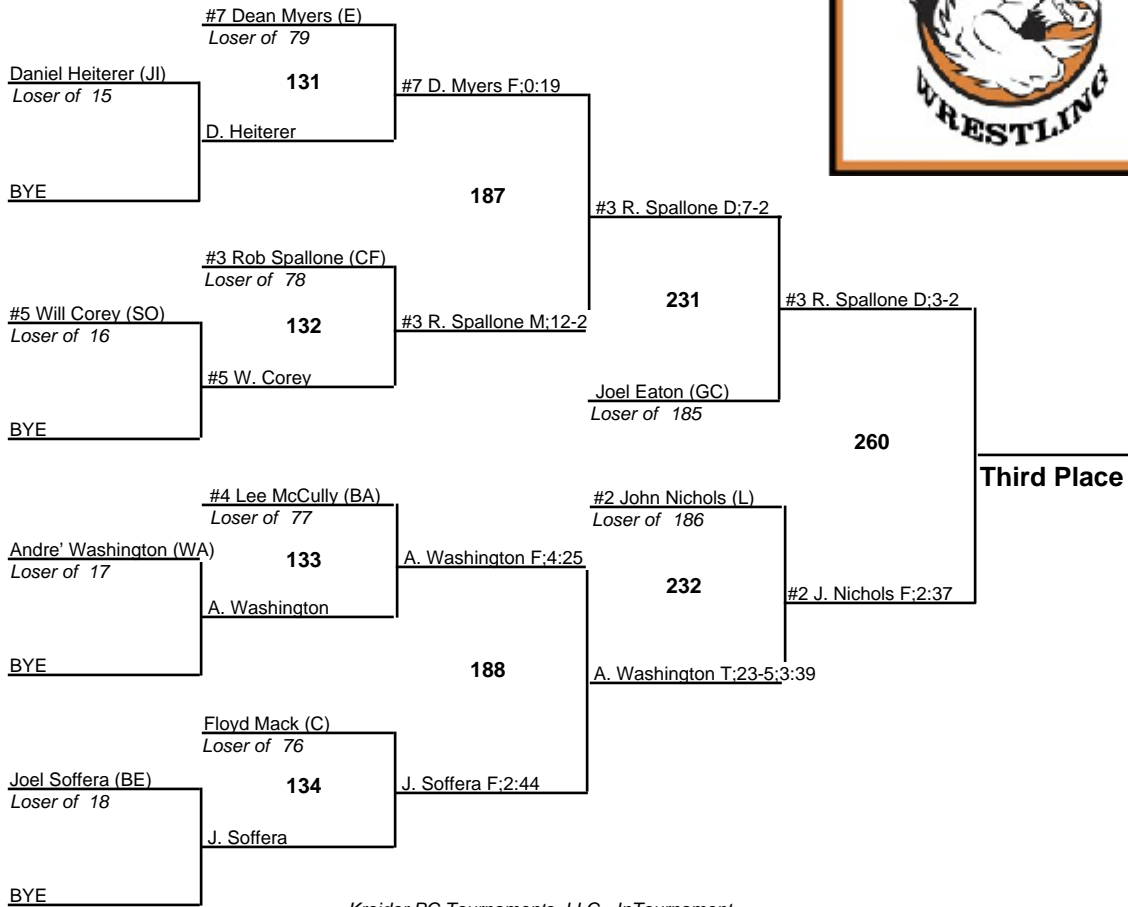 #7 Dean Myers (E)
Loser of 79
Daniel Heiterer (JI)
Loser of 15
131
#7 D. Myers F;0:19
D. Heiterer
BYE
187
WRESTLING
#3 R. Spallone D;7-2
#3 Rob Spallone (CF)
Loser of 78
#5 Will Corey (SO)
Loser of 16
132
#3 R. Spallone M;12-2
231
#3 R. Spallone D;3-2
#5 W. Corey
Joel Eaton (GC)
Loser of 185
BYE
260
Third Place
#4 Lee McCully (BA)
Loser of 77
#2 John Nichols (L)
Loser of 186
Andre' Washington (WA)
Loser of 17
133
A. Washington F;4:25
232
#2 J. Nichols F;2:37
A. Washington
BYE
188
A. Washington T;23-5;3:39
Floyd Mack (C)
Loser of 76
Joel Soffera (BE)
Loser of 18
134
J. Soffera F;2:44
J. Soffera
BYE